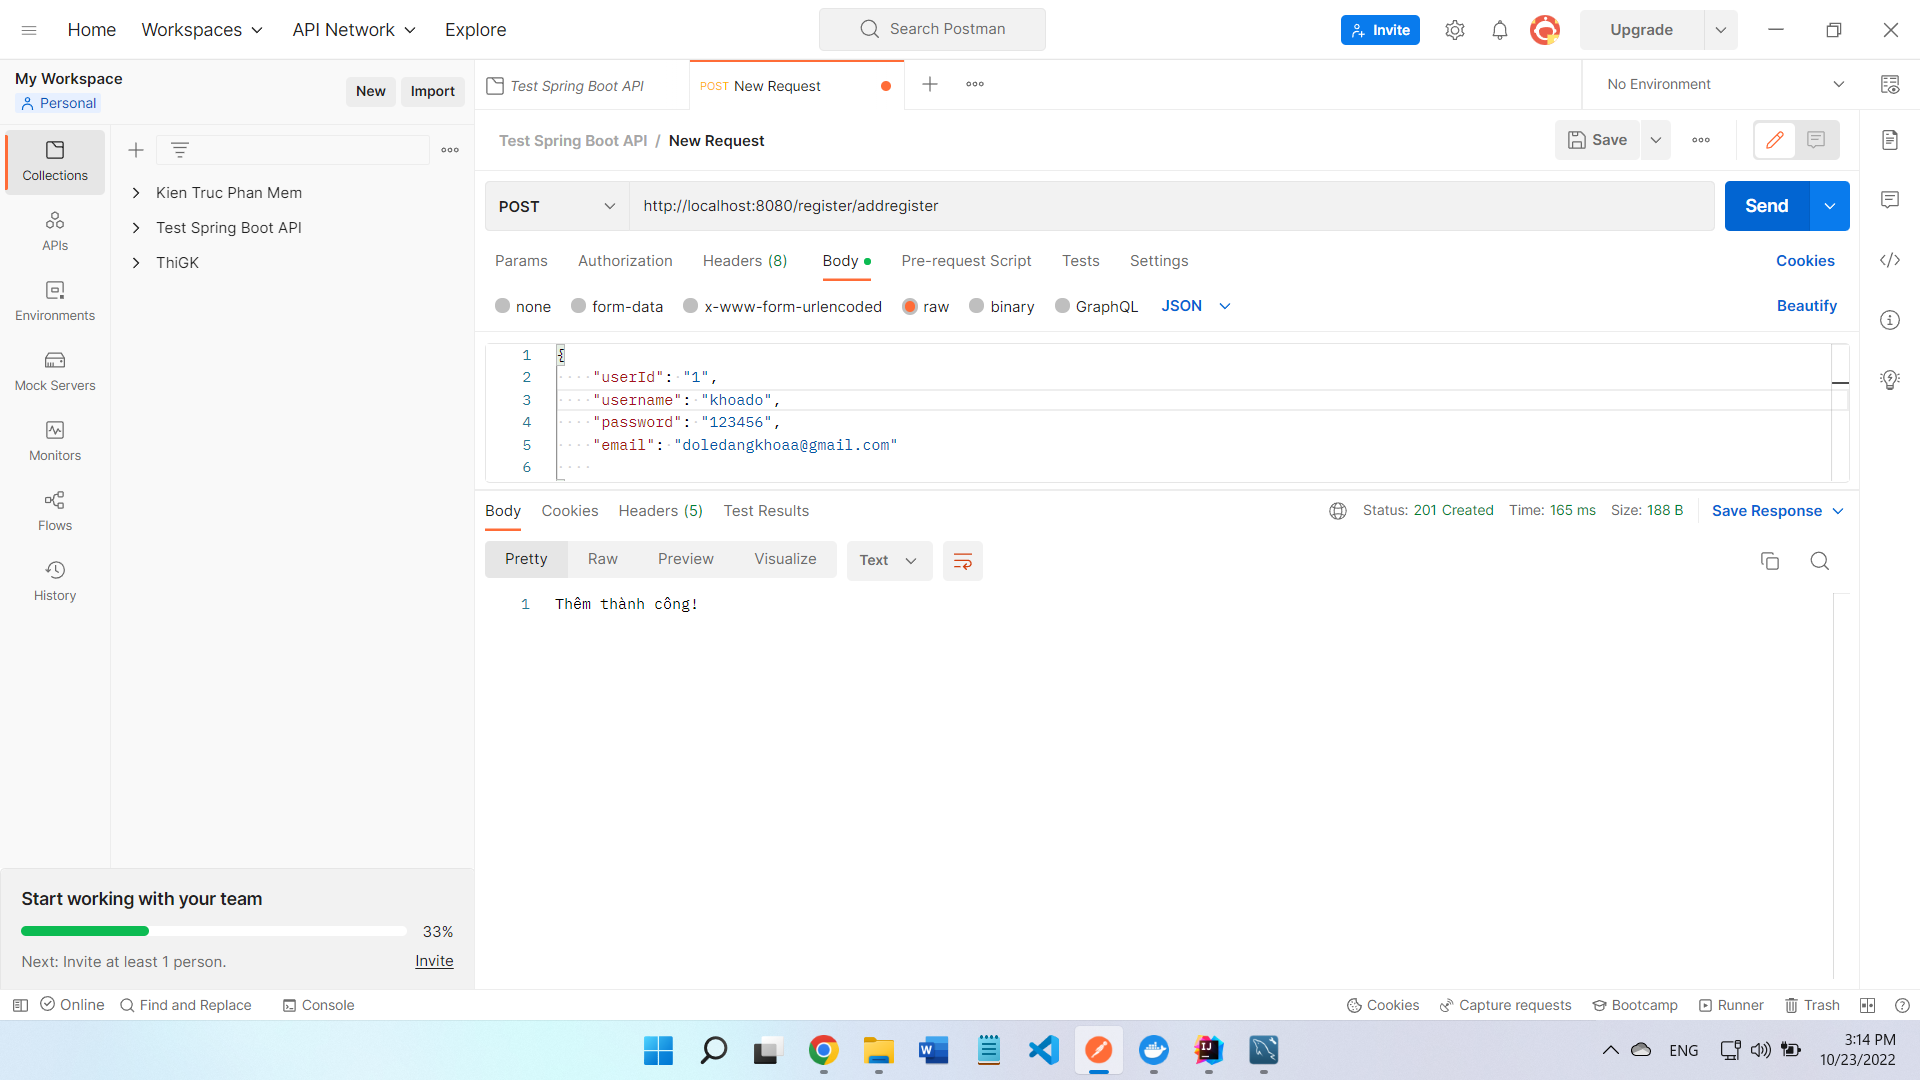 Home
Workspaces
API Network
Explore
Search Postman
Invite
Upgrade
My Workspace
Personal
New
Import
Test Spring Boot API
POST New Request
No Environment
Collections
APIs
Environments
Mock Servers
Monitors
Flows
History
Kien Truc Phan Mem
Test Spring Boot API
ThiGK
Test Spring Boot API / New Request
Save
POST
http://localhost:8080/register/addregister
Send
Params
Authorization
Headers (8)
Body
Pre-request Script
Tests
Settings
Cookies
none
form-data
x-www-form-urlencoded
raw
binary
GraphQL
JSON
Beautify
1 {
2 "userId": "1",
3 "username": "khoado",
4 "password": "123456",
5 "email": "doledangkhoaa@gmail.com"
6
Body
Cookies
Headers (5)
Test Results
Status: 201 Created
Time: 165 ms
Size: 188 B
Save Response
Pretty
Raw
Preview
Visualize
Text
1 Thêm thành công!
Start working with your team
33%
Next: Invite at least 1 person.
Invite
Online
Find and Replace
Console
Cookies
Capture requests
Bootcamp
Runner
Trash
ENG
3:14 PM
10/23/2022